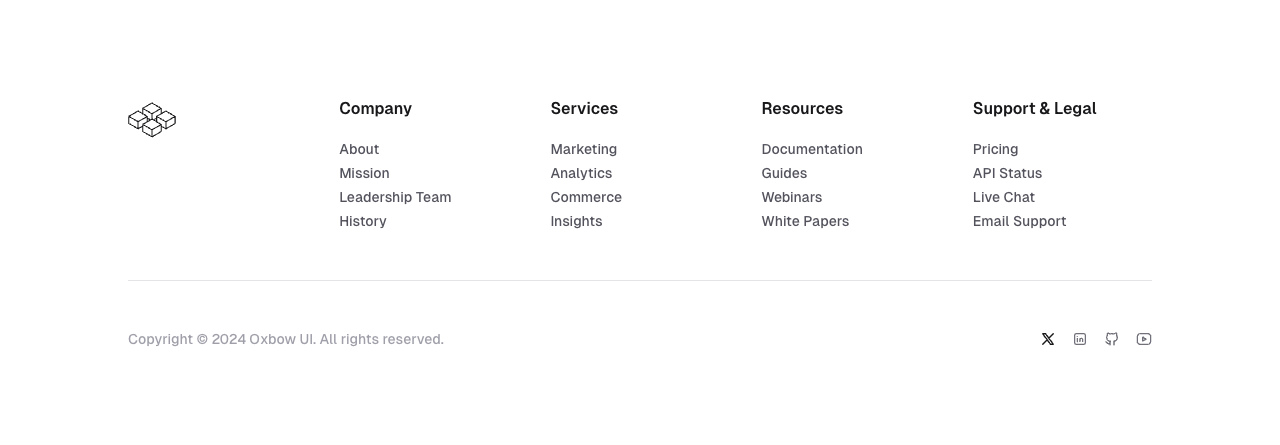 Company
About
Mission
Leadership Team
History
Services
Marketing
Analytics
Commerce
Insights
Resources
Documentation
Guides
Webinars
White Papers
Support & Legal
Pricing
API Status
Live Chat
Email Support
Copyright © 2024 Oxbow UI. All rights reserved.